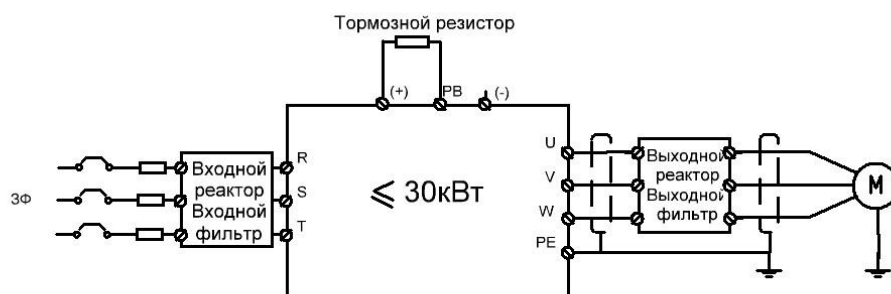 Тормозной резистор
(+)
PB
(-)
3Ф
Входной
реактор
Входной
фильтр
R
S
T
⩽ 30кВт
U
V
W
PE
Выходной
реактор
Выходной
фильтр
M